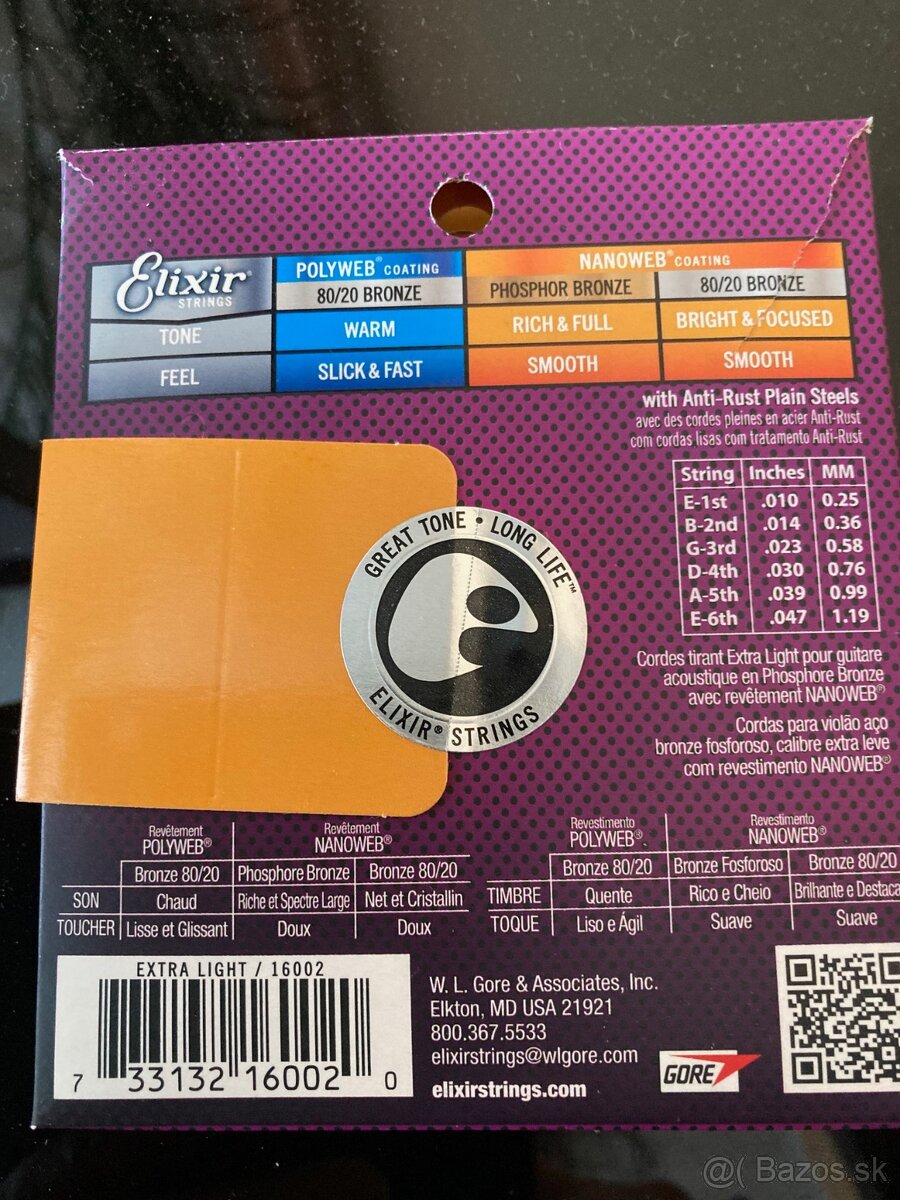 Elixir®
STRINGS
POLYWEB® COATING
NANOWEB® COATING
80/20 BRONZE
PHOSPHOR BRONZE
80/20 BRONZE
TONE
WARM
RICH & FULL
BRIGHT & FOCUSED
FEEL
SLICK & FAST
SMOOTH
SMOOTH
with Anti-Rust Plain Steels
avec des cordes pleines en acier Anti-Rust
com cordas lisas com tratamento Anti-Rust
String Inches MM
E-1st .010 0.25
B-2nd .014 0.36
G-3rd .023 0.58
D-4th .030 0.76
A-5th .039 0.99
E-6th .047 1.19
GREAT TONE • LONG LIFE™
ELIXIR® STRINGS
Cordes tirant Extra Light pour guitare
acoustique en Phosphore Bronze
avec revêtement NANOWEB®
Cordas para violão aço
bronze fosforoso, calibre extra leve
com revestimento NANOWEB®
Revêtement
POLYWEB®
Revêtement
NANOWEB®
Bronze 80/20 Phosphore Bronze Bronze 80/20
SON Chaud Riche et Spectre Large Net et Cristallin
TOUCHER Lisse et Glissant Doux Doux
Revestimento
POLYWEB®
Revestimento
NANOWEB®
Bronze 80/20 Bronze Fosforoso Bronze 80/20
TIMBRE Quente Rico e Cheio Brilhante e Destaca
TOQUE Liso e Ágil Suave Suave
EXTRA LIGHT / 16002
7 33132 16002 0
W. L. Gore & Associates, Inc.
Elkton, MD USA 21921
800.367.5533
elixirstrings@wlgore.com
elixirstrings.com
GORE
@( Bazos.sk